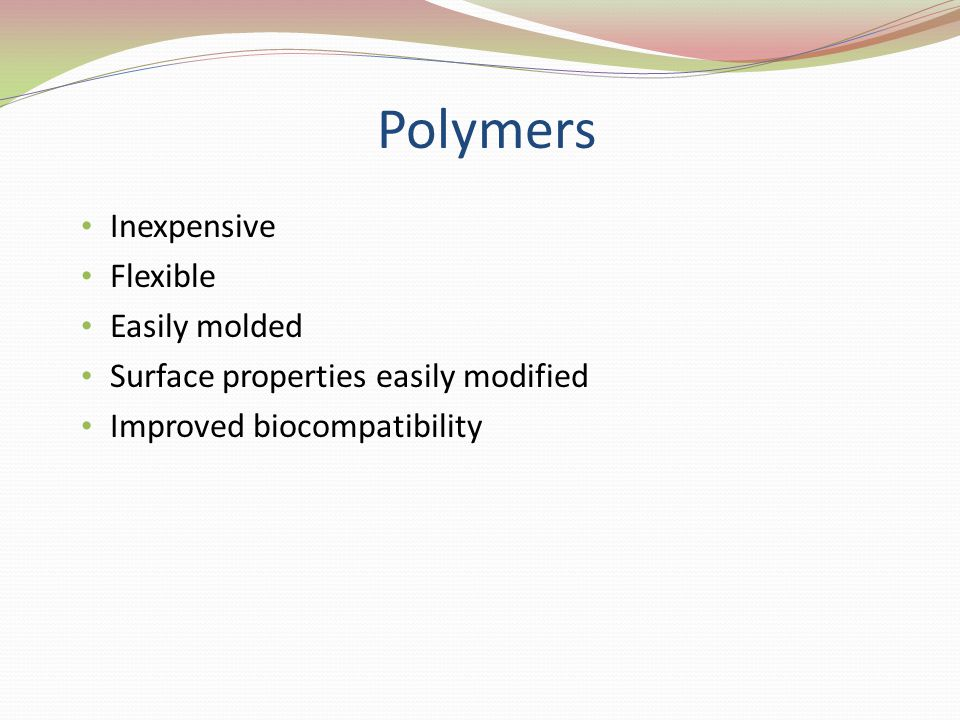 Polymers
• Inexpensive
• Flexible
• Easily molded
• Surface properties easily modified
• Improved biocompatibility